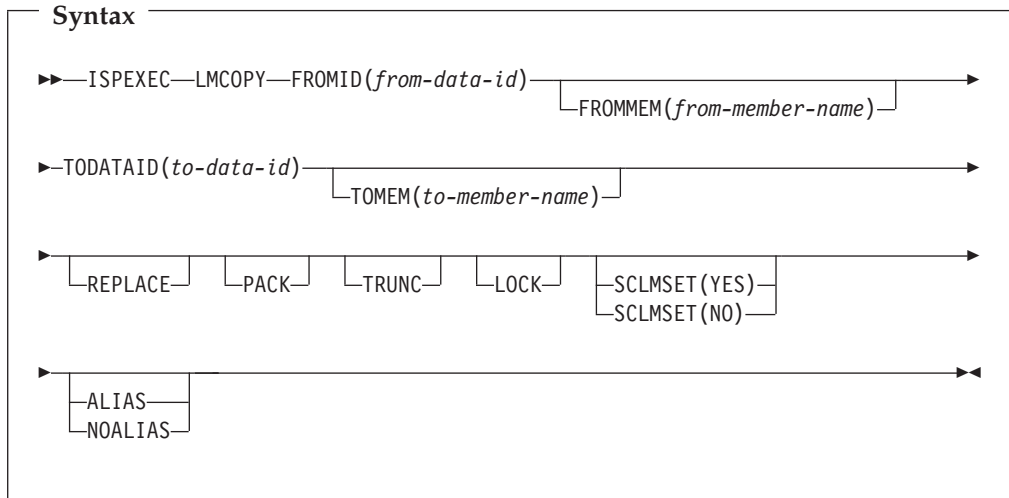 Syntax
ISPEXEC LMCOPY FROMID(from-data-id)
FROMMEM(from-member-name)
TODATAID(to-data-id)
TOMEM(to-member-name)
REPLACE PACK TRUNC LOCK SCLMSET(YES)
SCLMSET(NO)
ALIAS
NOALIAS